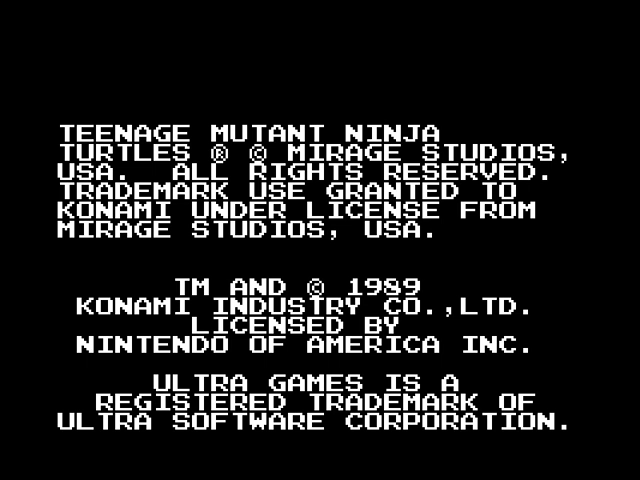 TEENAGE MUTANT NINJA
TURTLES ® © MIRAGE STUDIOS,
USA. ALL RIGHTS RESERVED.
TRADEMARK USE GRANTED TO
KONAMI UNDER LICENSE FROM
MIRAGE STUDIOS, USA.
TM AND © 1989
KONAMI INDUSTRY CO.,LTD.
LICENSED BY
NINTENDO OF AMERICA INC.
ULTRA GAMES IS A
REGISTERED TRADEMARK OF
ULTRA SOFTWARE CORPORATION.